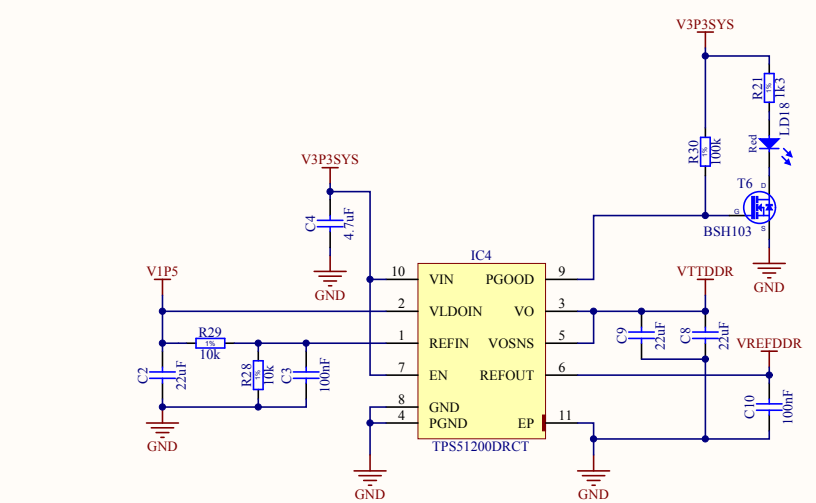 V3P3SYS
R21
1%
1k3
LD18
Red
R30
1%
100k
T6
D
G
S
BSH103
GND
V3P3SYS
C4
4.7uF
GND
IC4
10
VIN
PGOOD
9
2
VLDOIN
VO
3
1
REFIN
VOSNS
5
7
EN
REFOUT
6
8
GND
4
PGND
EP
11
TPS51200DRCT
V1P5
R29
1%
10k
C2
22uF
R28
1%
10k
C3
100nF
GND
GND
GND
VTTDDR
C9
22uF
C8
22uF
VREFDDR
C10
100nF